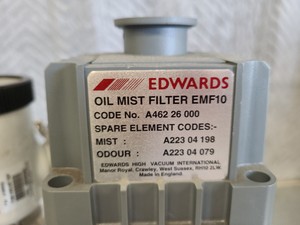 EDWARDS
OIL MIST FILTER EMF10
CODE No. A462 26 000
SPARE ELEMENT CODES:-
MIST : A223 04 198
ODOUR : A223 04 079
EDWARDS HIGH VACUUM INTERNATIONAL
Manor Royal, Crawley, West Sussex, RH10 2LW.
Made in England.